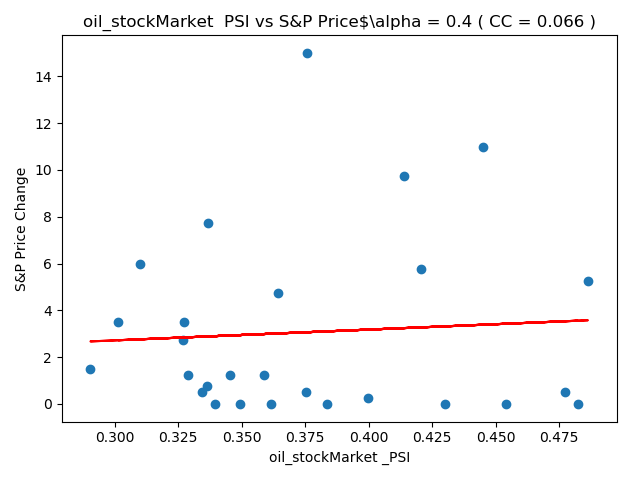 oil_stockMarket  PSI vs S&P Price$\alpha = 0.4 ( CC = 0.066 )
14
12
10
8
6
4
2
0
S&P Price Change
0.300 0.325 0.350 0.375 0.400 0.425 0.450 0.475
oil_stockMarket _PSI